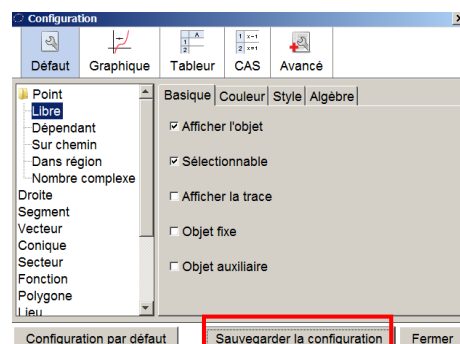 Configuration
Défaut Graphique Tableur CAS Avancé
Point
Libre
Dépendant
Sur chemin
Dans région
Nombre complexe
Droite
Segment
Vecteur
Conique
Secteur
Fonction
Polygone
Lieu
Basique Couleur Style Algèbre
Afficher l'objet
Sélectionnable
Afficher la trace
Objet fixe
Objet auxiliaire
Configuration par défaut Sauvegarder la configuration Fermer